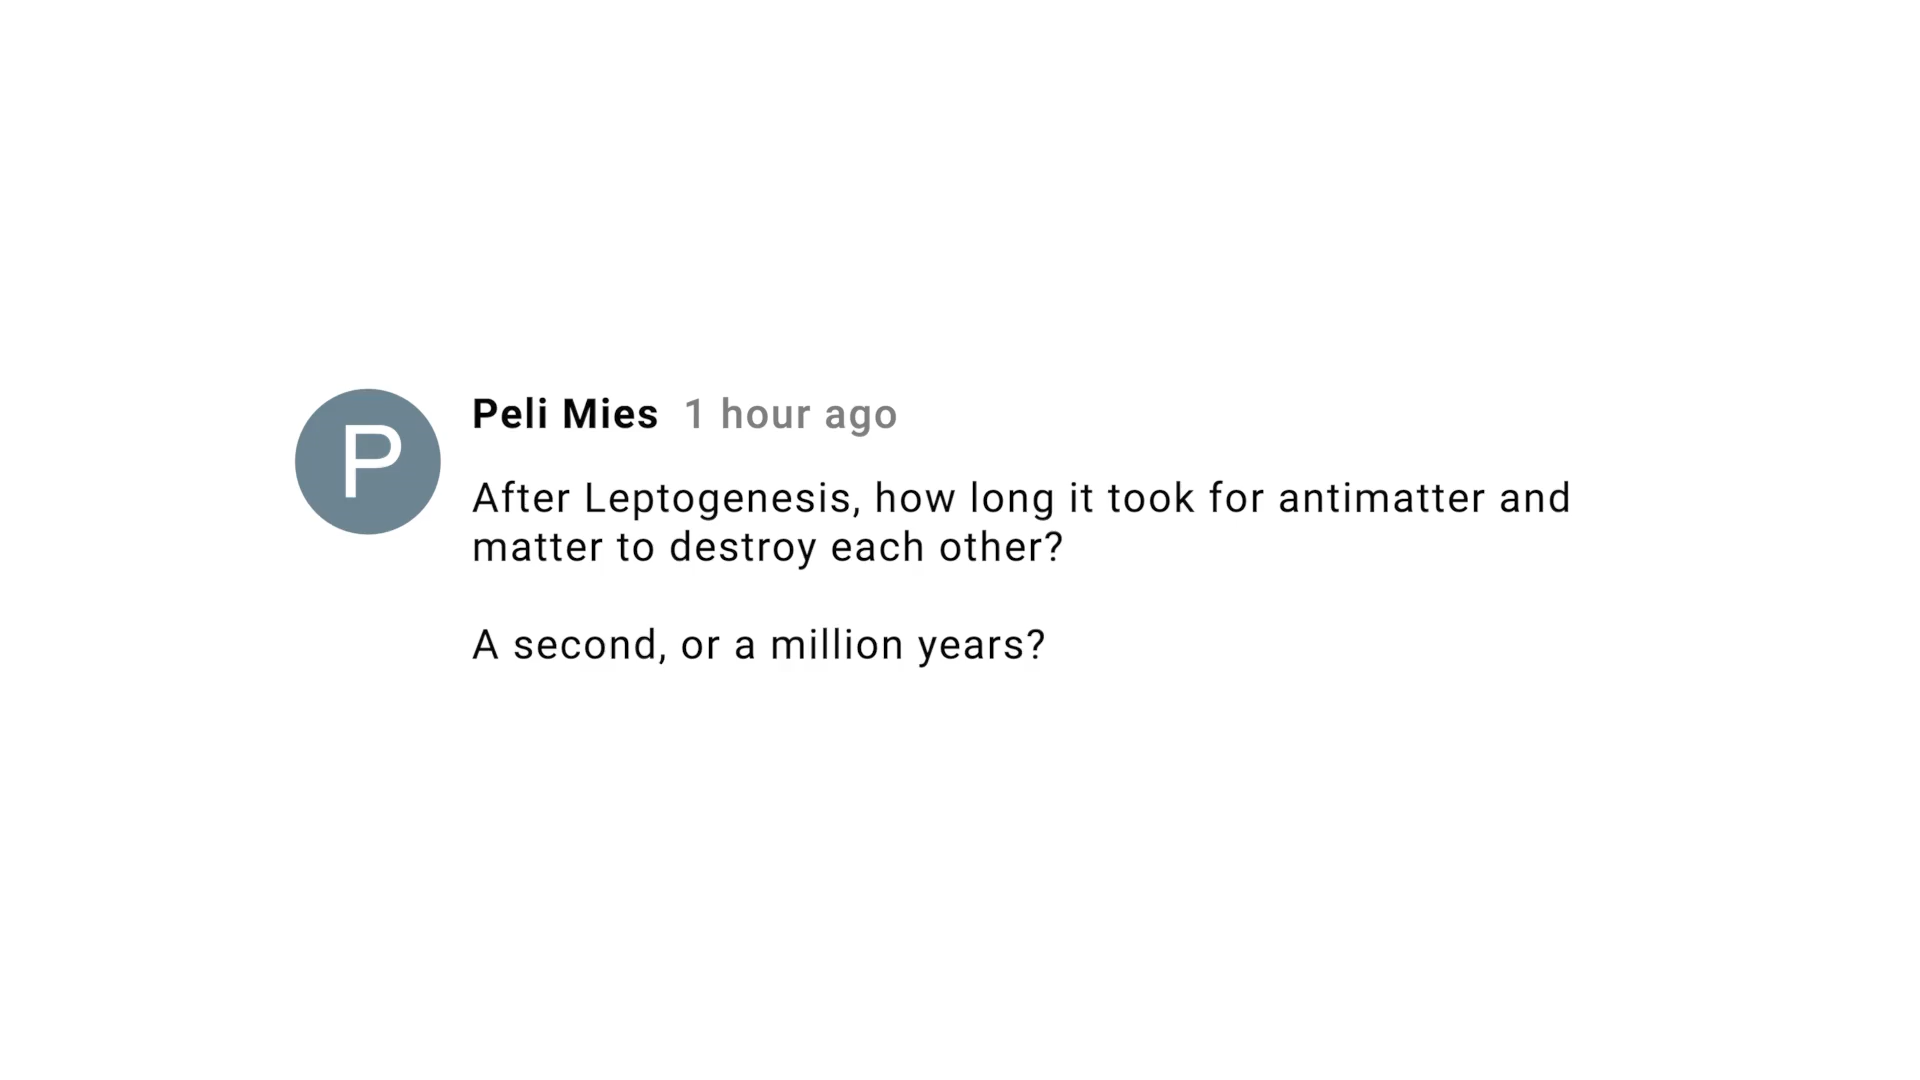 P
Peli Mies 1 hour ago
After Leptogenesis, how long it took for antimatter and
matter to destroy each other?
A second, or a million years?